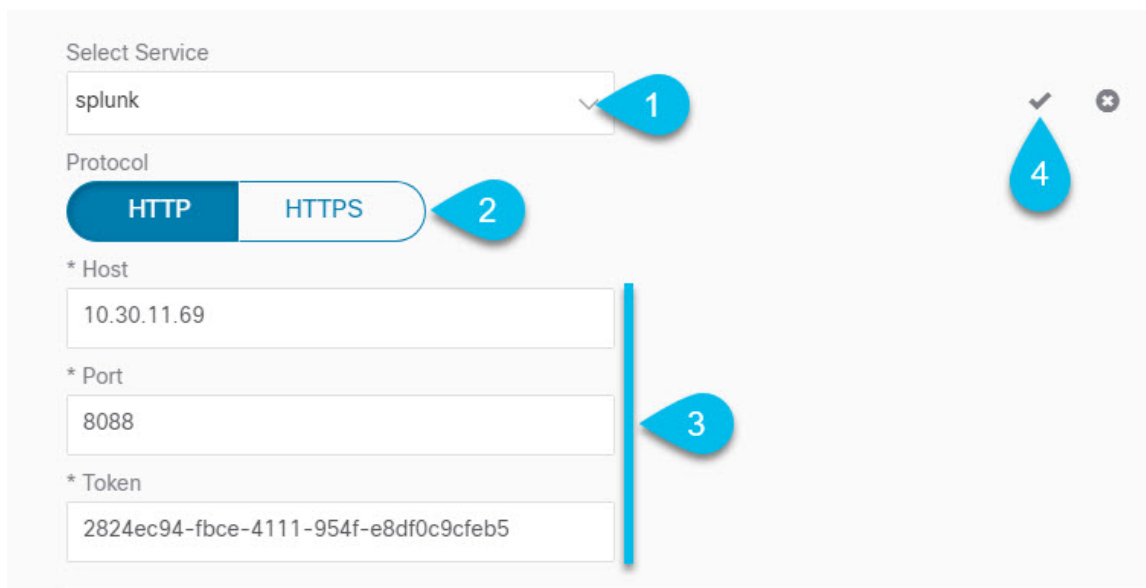 Select Service
splunk
1
4
Protocol
HTTP HTTPS
2
* Host
10.30.11.69
* Port
8088
3
* Token
2824ec94-fbce-4111-954f-e8df0c9cfeb5